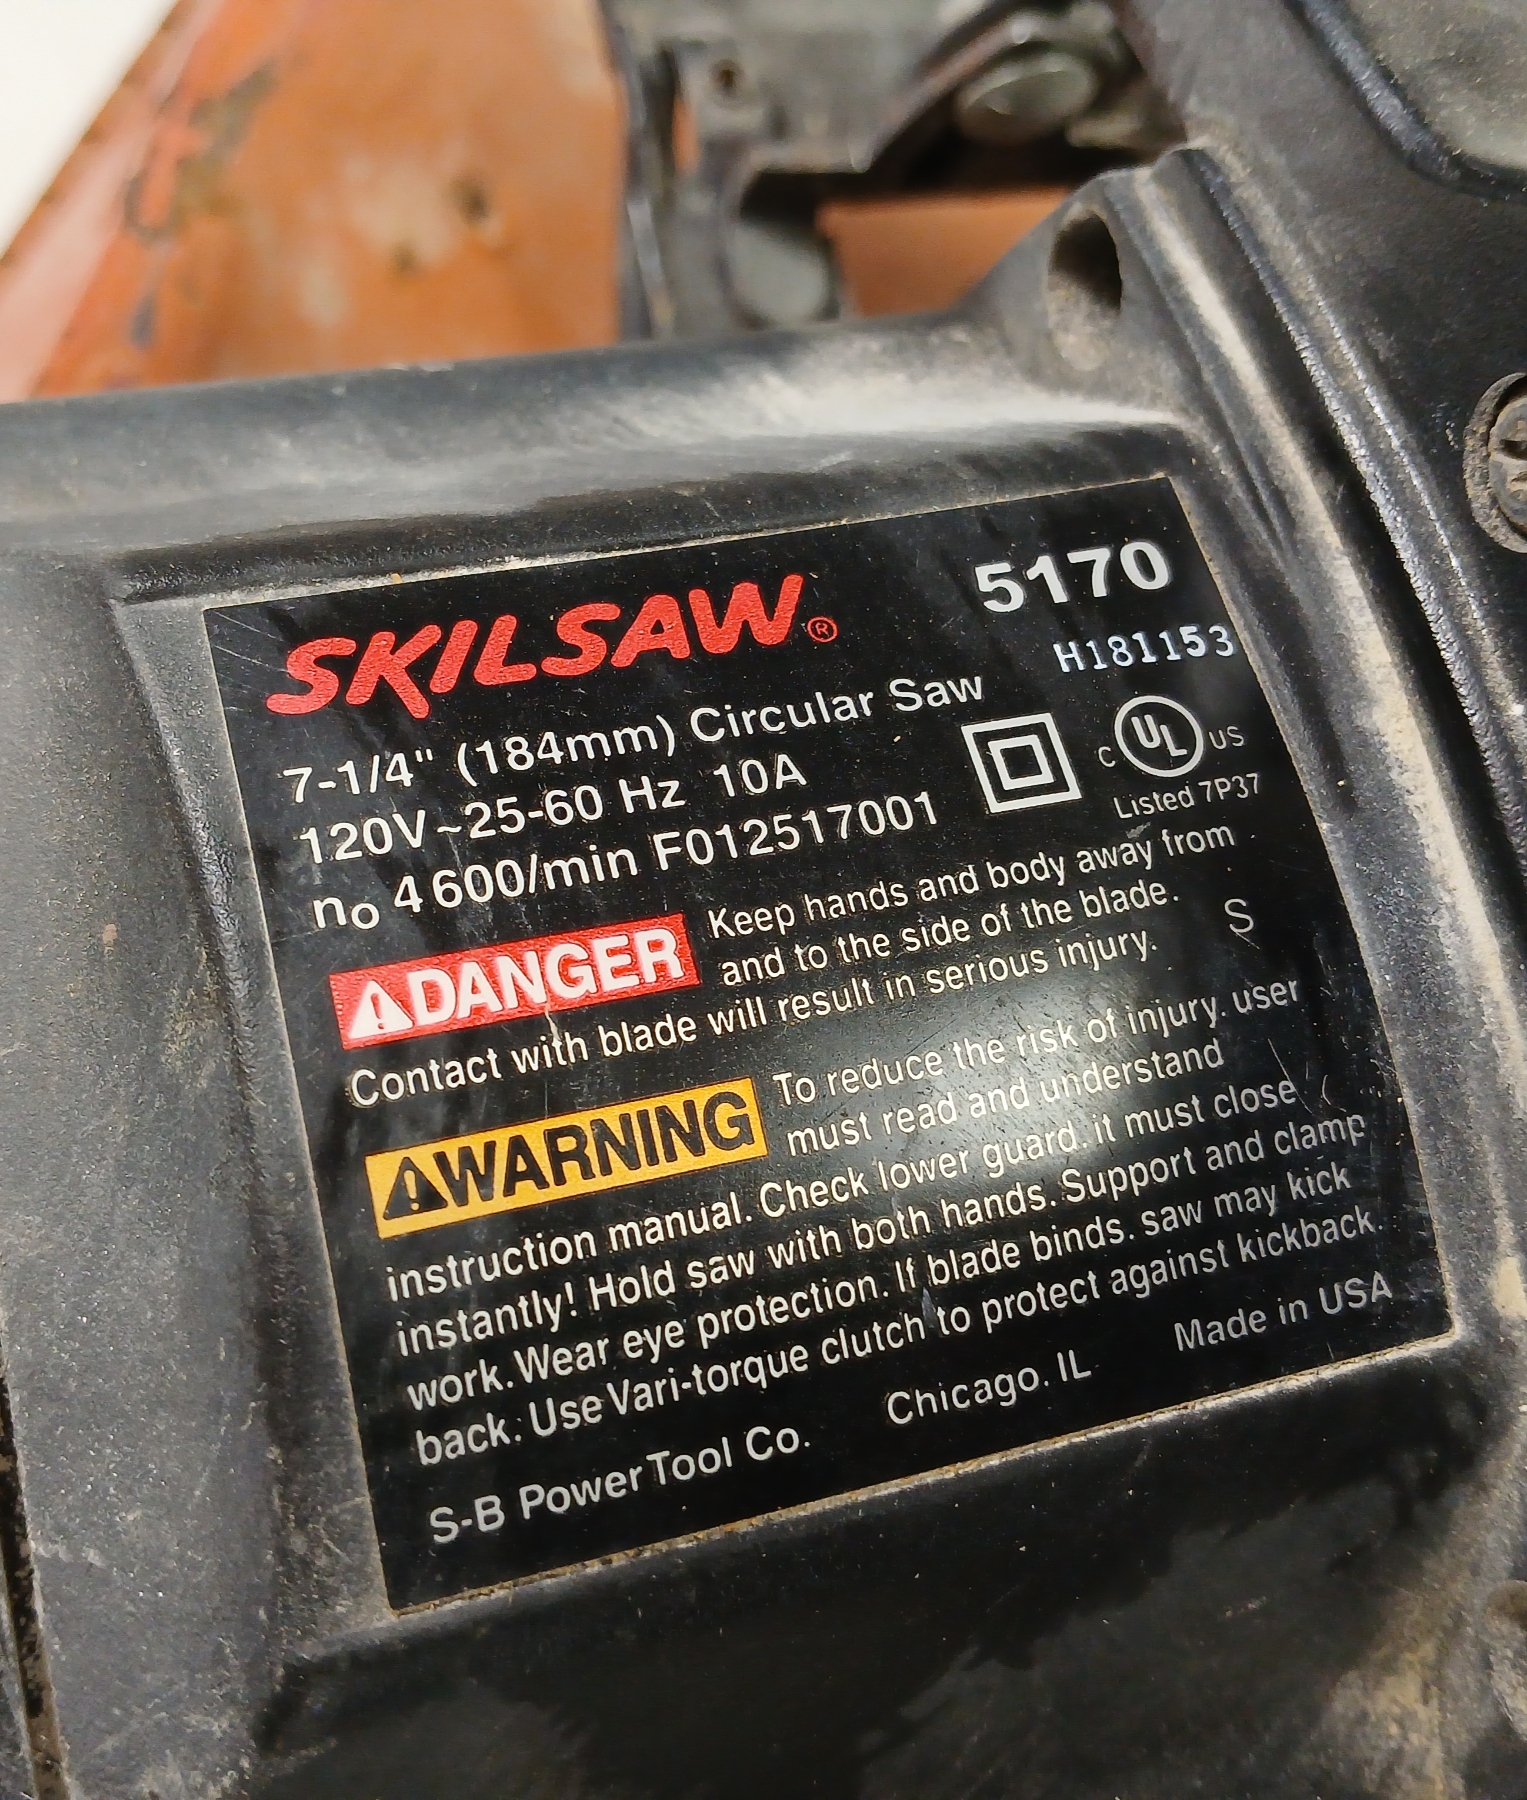 SKILSAW® 5170
H181153
7-1/4" (184mm) Circular Saw
120V~25-60 Hz 10A
C UL US
Listed 7P37
no 4600/min F012517001
⚠DANGER Keep hands and body away from
and to the side of the blade.
Contact with blade will result in serious injury.
S
⚠WARNING To reduce the risk of injury. user
must read and understand
instruction manual. Check lower guard. it must close
instantly! Hold saw with both hands. Support and clamp
work. Wear eye protection. If blade binds. saw may kick
back. Use Vari-torque clutch to protect against kickback.
S-B Power Tool Co. Chicago. IL Made in USA